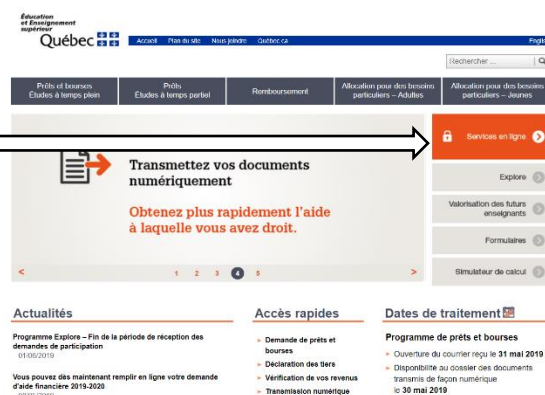 Éducation
et Enseignement
supérieur
Québec
Accueil Plan du site Nous joindre Québec.ca
Englis
Rechercher ...
Prêts et bourses
Études à temps plein
Prêts
Études à temps partiel
Remboursement
Allocation pour des besoins
particuliers – Adultes
Allocation pour des besoins
particuliers – Jeunes
Transmettez vos documents
numériquement
Obtenez plus rapidement l'aide
à laquelle vous avez droit.
< 1 2 3 4 5 >
Services en ligne
Explore
Valorisation des futurs
enseignants
Formulaires
Simulateur de calcul
Actualités
Programme Explore – Fin de la période de réception des
demandes de participation
01/05/2019
Vous pouvez dès maintenant remplir en ligne votre demande
d'aide financière 2019-2020
Accès rapides
Demande de prêts et
bourses
Déclaration des tiers
Vérification de vos revenus
Transmission numérique
Dates de traitement
Programme de prêts et bourses
Ouverture du courrier reçu le 31 mai 2019
Disponibilité au dossier des documents
transmis de façon numérique
le 30 mai 2019